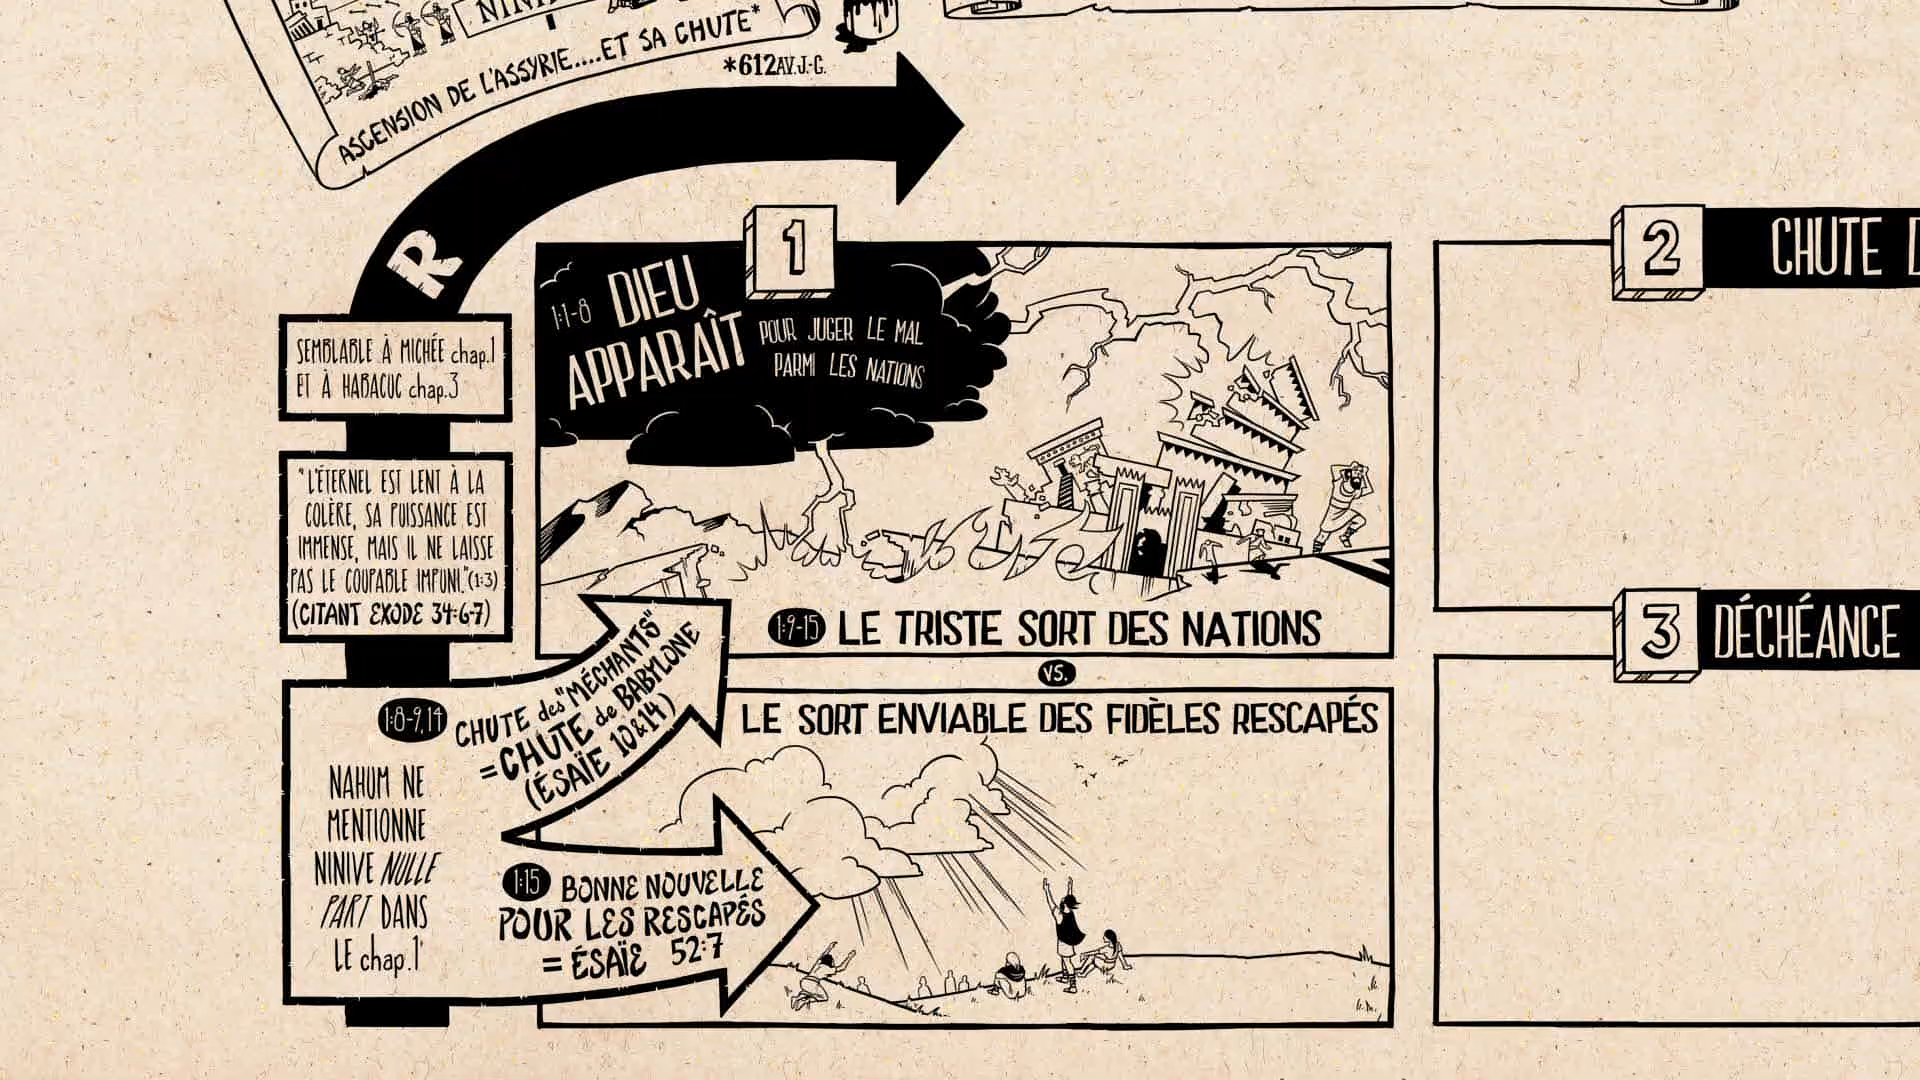 ASCENSION DE L'ASSYRIE....ET SA CHUTE*
*612 AV. J.-C.
R
SEMBLABLE À MICHÉE chap.1
ET À HABACUC chap.3
"L'ÉTERNEL EST LENT À LA
COLÈRE, SA PUISSANCE EST
IMMENSE, MAIS IL NE LAISSE
PAS LE COUPABLE IMPUNI."(1:3)
(CITANT EXODE 34:6-7)
1:8-9,14
CHUTE des "MÉCHANTS"
=CHUTE de BABYLONE
(ÉSAÏE 10&14)
NAHUM NE
MENTIONNE
NINIVE NULLE
PART DANS
LE chap.1
1:15 BONNE NOUVELLE
POUR LES RESCAPÉS
= ÉSAÏE 52:7
1
1:1-8 DIEU
APPARAÎT
POUR JUGER LE MAL
PARMI LES NATIONS
1:9-15 LE TRISTE SORT DES NATIONS
VS.
LE SORT ENVIABLE DES FIDÈLES RESCAPÉS
2 CHUTE
3 DÉCHÉANCE